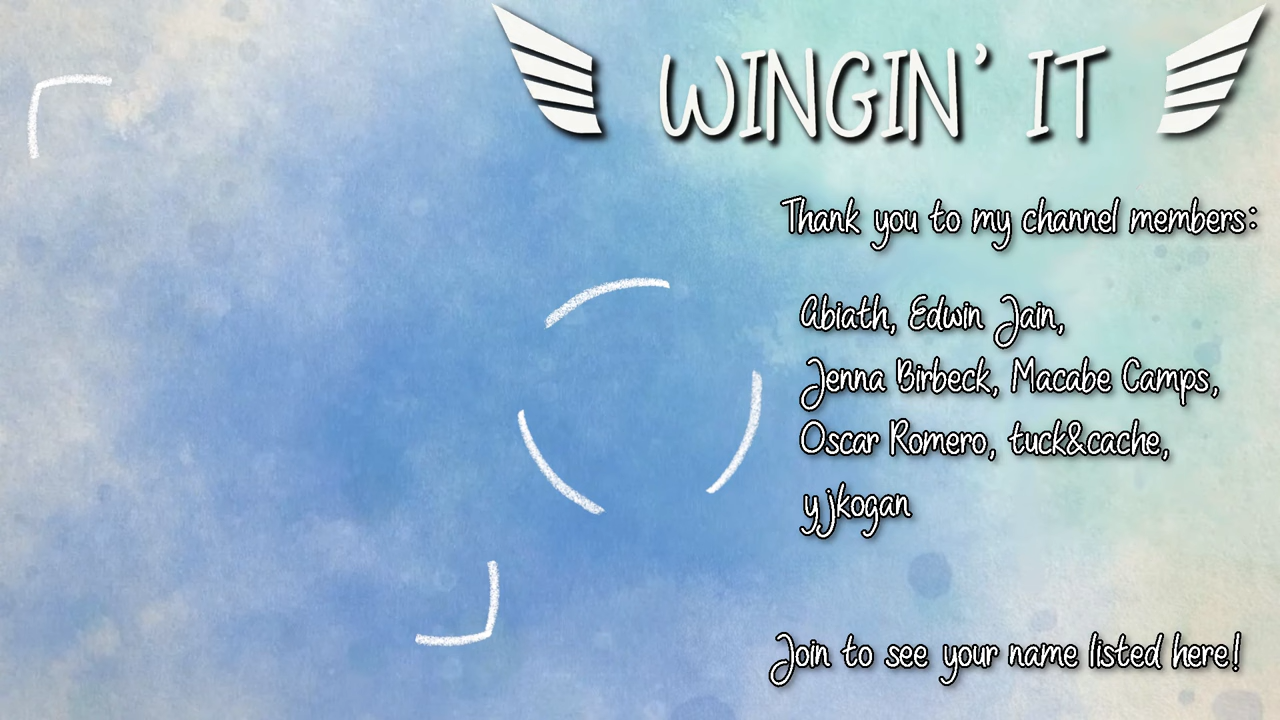 WINGIN' IT
Thank you to my channel members:
Abiath, Edwin Jain,
Jenna Birbeck, Macabe Camps,
Oscar Romero, tuck&cache,
yjkogan
Join to see your name listed here!